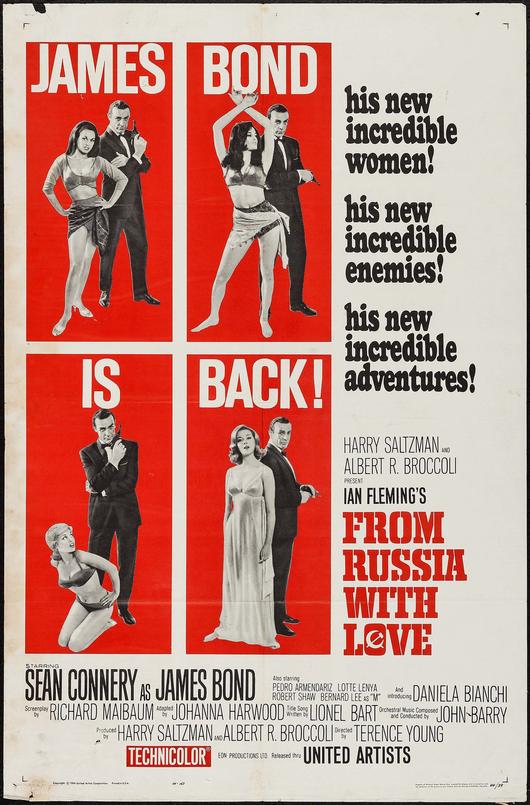 JAMES BOND
IS BACK!
his new
incredible
women!
his new
incredible
enemies!
his new
incredible
adventures!
HARRY SALTZMAN AND
ALBERT R. BROCCOLI
PRESENT
IAN FLEMING'S
FROM
RUSSIA
WITH
LOVE
STARRING
SEAN CONNERY AS JAMES BOND
Also starring
PEDRO ARMENDARIZ LOTTE LENYA
ROBERT SHAW BERNARD LEE AS "M"
And introducing DANIELA BIANCHI
Screenplay by RICHARD MAIBAUM Adapted by JOHANNA HARWOOD Title Song Written by LIONEL BART Orchestral Music Composed and Conducted by JOHN BARRY
Produced by HARRY SALTZMAN AND ALBERT R. BROCCOLI Directed by TERENCE YOUNG
TECHNICOLOR® EON PRODUCTIONS LTD. Released thru UNITED ARTISTS